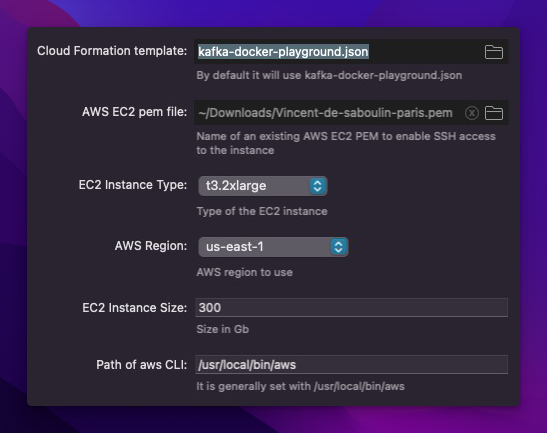 Cloud Formation template: kafka-docker-playground.json
By default it will use kafka-docker-playground.json
AWS EC2 pem file: ~/Downloads/Vincent-de-saboulin-paris.pem
Name of an existing AWS EC2 PEM to enable SSH access
to the instance
EC2 Instance Type: t3.2xlarge
Type of the EC2 instance
AWS Region: us-east-1
AWS region to use
EC2 Instance Size: 300
Size in Gb
Path of aws CLI: /usr/local/bin/aws
It is generally set with /usr/local/bin/aws